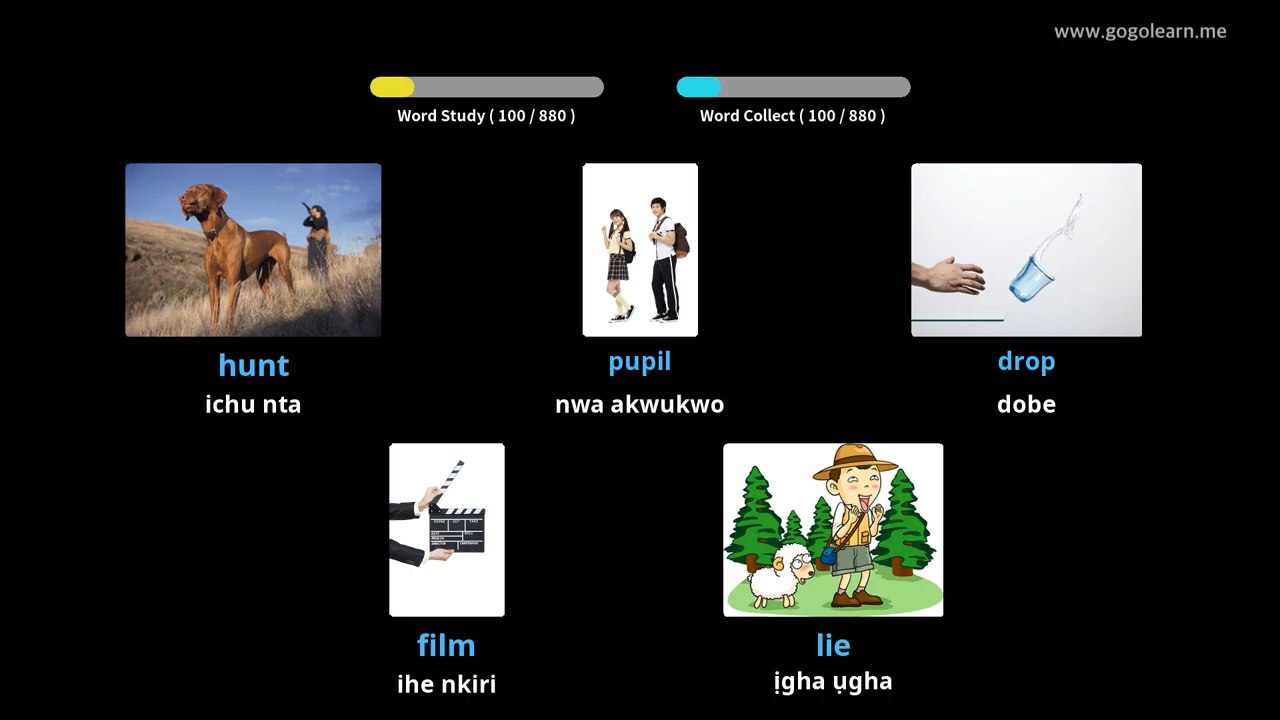 www.gogolearn.me
Word Study ( 100 / 880 )
Word Collect ( 100 / 880 )
hunt
ichu nta
pupil
nwa akwukwo
drop
dobe
film
ihe nkiri
lie
ịgha ụgha